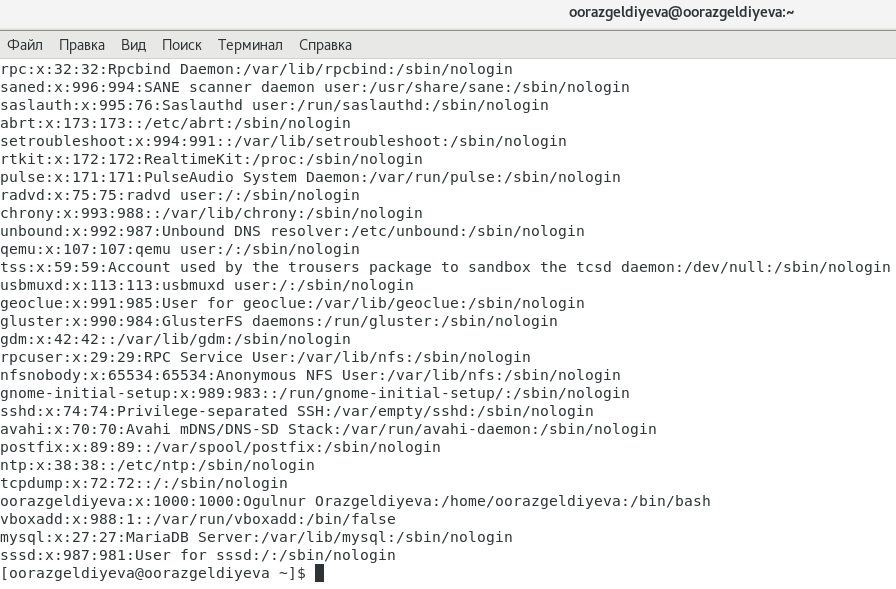 oorazgeldiyeva@oorazgeldiyeva:~
Файл Правка Вид Поиск Терминал Справка
rpc:x:32:32:Rpcbind Daemon:/var/lib/rpcbind:/sbin/nologin
saned:x:996:994:SANE scanner daemon user:/usr/share/sane:/sbin/nologin
saslauth:x:995:76:Saslauthd user:/run/saslauthd:/sbin/nologin
abrt:x:173:173::/etc/abrt:/sbin/nologin
setroubleshoot:x:994:991::/var/lib/setroubleshoot:/sbin/nologin
rtkit:x:172:172:RealtimeKit:/proc:/sbin/nologin
pulse:x:171:171:PulseAudio System Daemon:/var/run/pulse:/sbin/nologin
radvd:x:75:75:radvd user:/:/sbin/nologin
chrony:x:993:988::/var/lib/chrony:/sbin/nologin
unbound:x:992:987:Unbound DNS resolver:/etc/unbound:/sbin/nologin
qemu:x:107:107:qemu user:/:/sbin/nologin
tss:x:59:59:Account used by the trousers package to sandbox the tcsd daemon:/dev/null:/sbin/nologin
usbmuxd:x:113:113:usbmuxd user:/:/sbin/nologin
geoclue:x:991:985:User for geoclue:/var/lib/geoclue:/sbin/nologin
gluster:x:990:984:GlusterFS daemons:/run/gluster:/sbin/nologin
gdm:x:42:42::/var/lib/gdm:/sbin/nologin
rpcuser:x:29:29:RPC Service User:/var/lib/nfs:/sbin/nologin
nfsnobody:x:65534:65534:Anonymous NFS User:/var/lib/nfs:/sbin/nologin
gnome-initial-setup:x:989:983::/run/gnome-initial-setup/:/sbin/nologin
sshd:x:74:74:Privilege-separated SSH:/var/empty/sshd:/sbin/nologin
avahi:x:70:70:Avahi mDNS/DNS-SD Stack:/var/run/avahi-daemon:/sbin/nologin
postfix:x:89:89::/var/spool/postfix:/sbin/nologin
ntp:x:38:38::/etc/ntp:/sbin/nologin
tcpdump:x:72:72::/:/sbin/nologin
oorazgeldiyeva:x:1000:1000:Ogulnur Orazgeldiyeva:/home/oorazgeldiyeva:/bin/bash
vboxadd:x:988:1::/var/run/vboxadd:/bin/false
mysql:x:27:27:MariaDB Server:/var/lib/mysql:/sbin/nologin
sssd:x:987:981:User for sssd:/:/sbin/nologin
[oorazgeldiyeva@oorazgeldiyeva ~]$